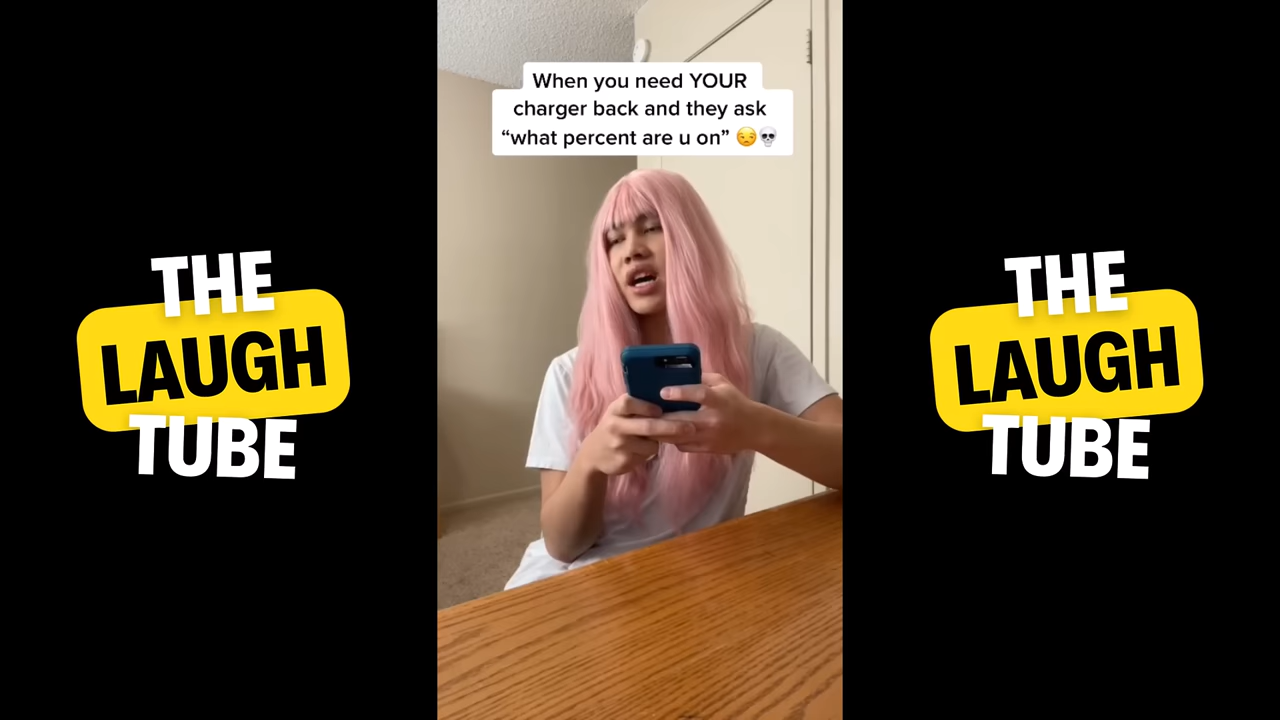 When you need YOUR
charger back and they ask
“what percent are u on” 😒💀
THE
LAUGH
TUBE
THE
LAUGH
TUBE